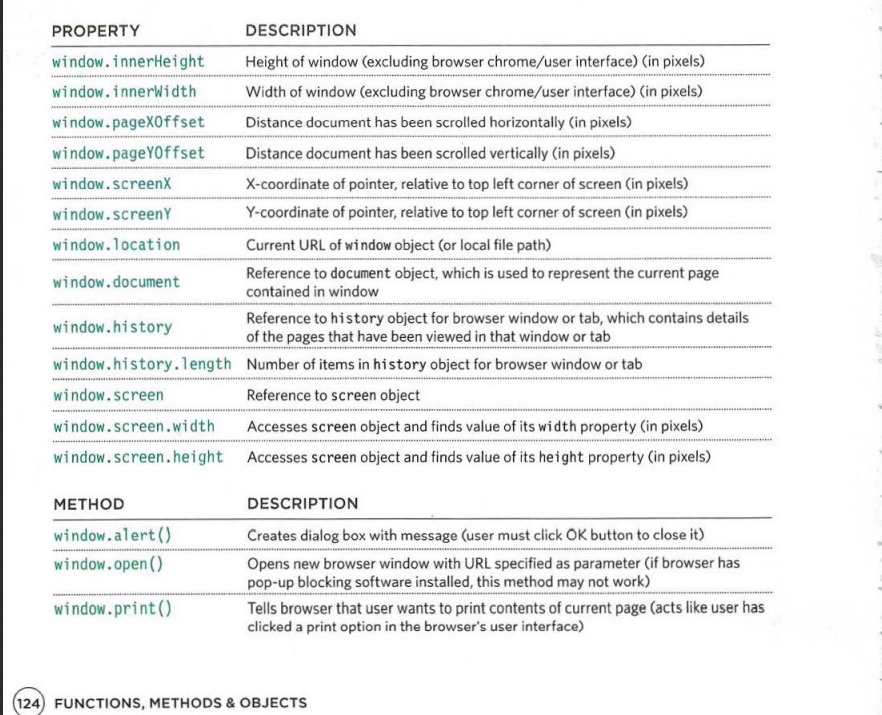 PROPERTY DESCRIPTION
window.innerHeight Height of window (excluding browser chrome/user interface) (in pixels)
window.innerWidth Width of window (excluding browser chrome/user interface) (in pixels)
window.pageXOffset Distance document has been scrolled horizontally (in pixels)
window.pageYOffset Distance document has been scrolled vertically (in pixels)
window.screenX X-coordinate of pointer, relative to top left corner of screen (in pixels)
window.screenY Y-coordinate of pointer, relative to top left corner of screen (in pixels)
window.location Current URL of window object (or local file path)
window.document Reference to document object, which is used to represent the current page
contained in window
window.history Reference to history object for browser window or tab, which contains details
of the pages that have been viewed in that window or tab
window.history.length Number of items in history object for browser window or tab
window.screen Reference to screen object
window.screen.width Accesses screen object and finds value of its width property (in pixels)
window.screen.height Accesses screen object and finds value of its height property (in pixels)
METHOD DESCRIPTION
window.alert() Creates dialog box with message (user must click OK button to close it)
window.open() Opens new browser window with URL specified as parameter (if browser has
pop-up blocking software installed, this method may not work)
window.print() Tells browser that user wants to print contents of current page (acts like user has
clicked a print option in the browser's user interface)
124 FUNCTIONS, METHODS & OBJECTS